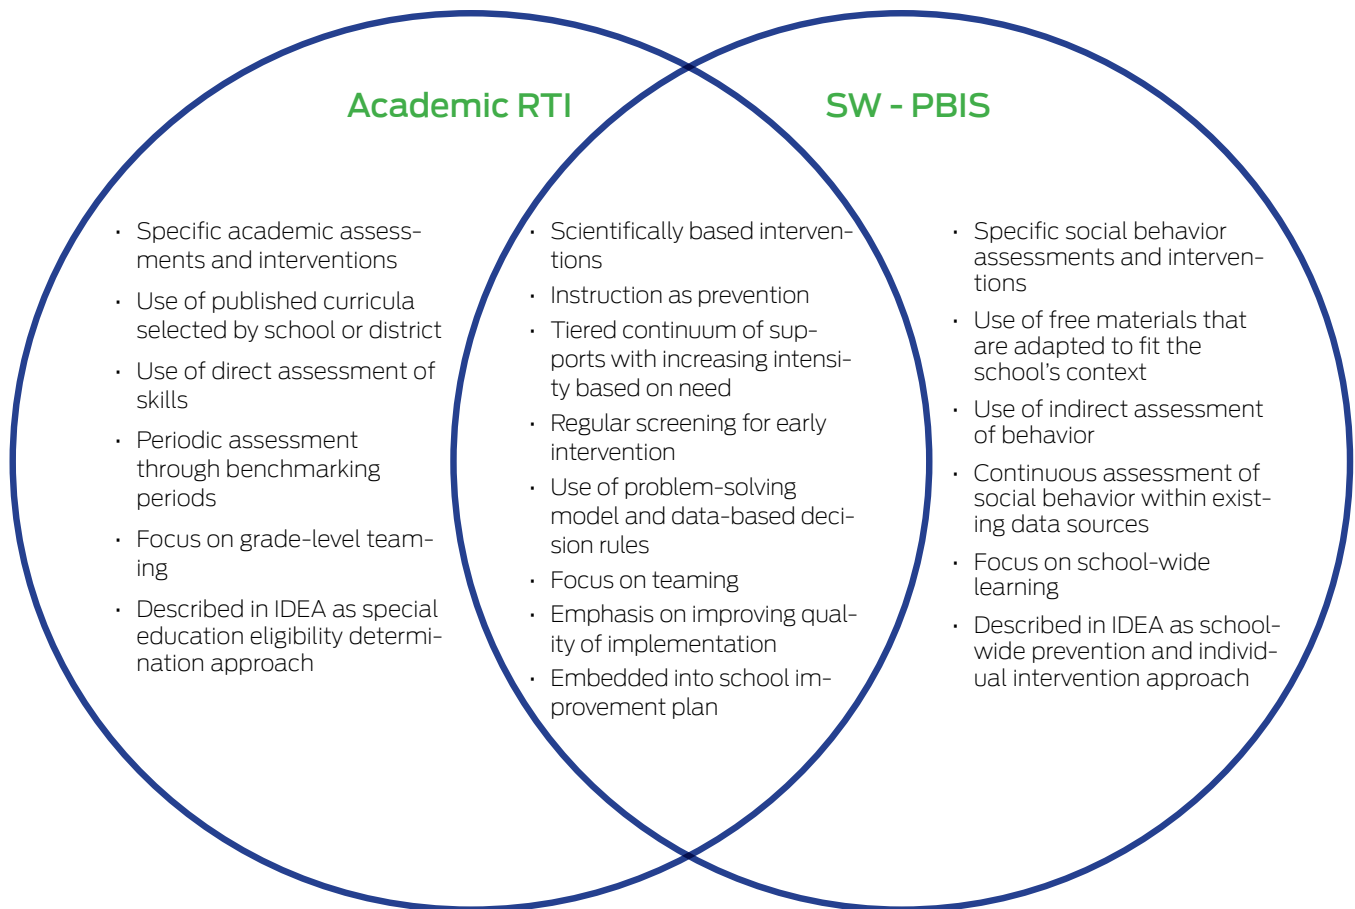 Academic RTI
SW - PBIS
· Specific academic assess-
ments and interventions
· Use of published curricula
selected by school or district
· Use of direct assessment of
skills
· Periodic assessment
through benchmarking
periods
· Focus on grade-level team-
ing
· Described in IDEA as special
education eligibility determi-
nation approach
· Scientifically based interven-
tions
· Instruction as prevention
· Tiered continuum of sup-
ports with increasing intensi-
ty based on need
· Regular screening for early
intervention
· Use of problem-solving
model and data-based deci-
sion rules
· Focus on teaming
· Emphasis on improving qual-
ity of implementation
· Embedded into school im-
provement plan
· Specific social behavior
assessments and interven-
tions
· Use of free materials that
are adapted to fit the
school's context
· Use of indirect assessment
of behavior
· Continuous assessment of
social behavior within exist-
ing data sources
· Focus on school-wide
learning
· Described in IDEA as school-
wide prevention and individ-
ual intervention approach